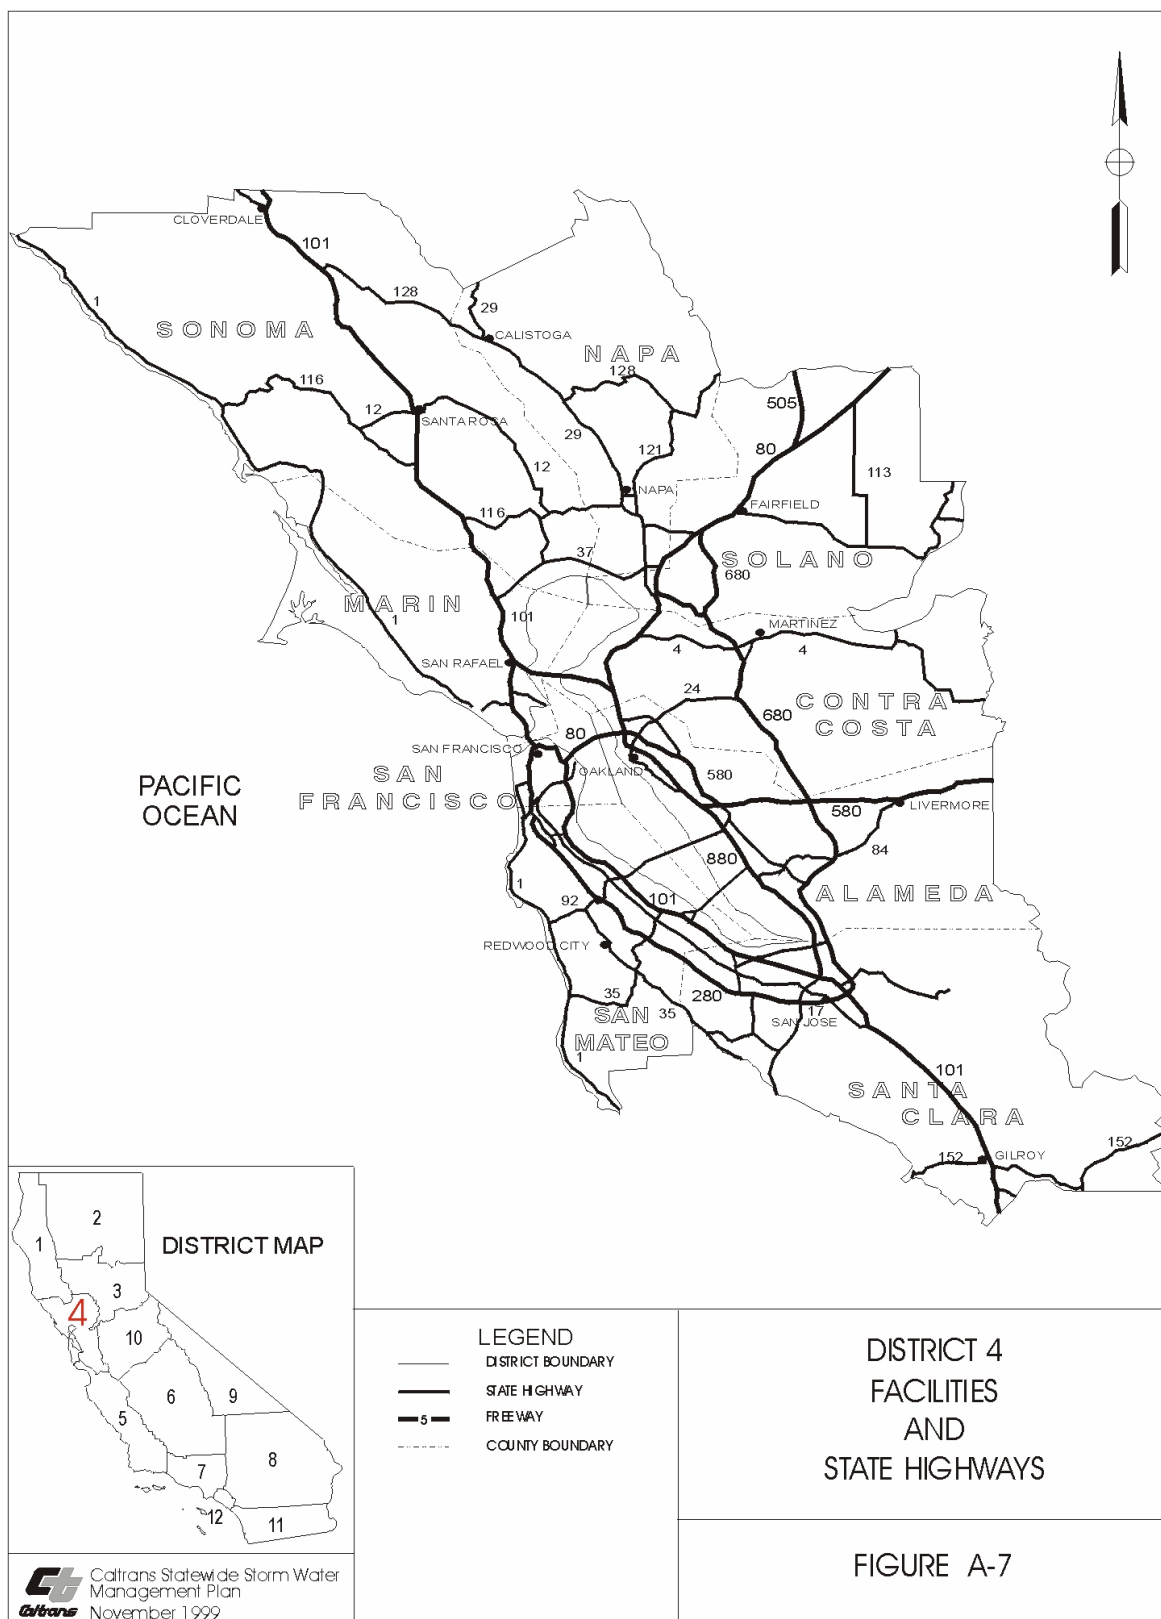 CLOVERDALE
101
1
128
29
SONOMA
CALISTOGA
NAPA
128
116
12
SANTA ROSA
505
29
121
80
12
113
NAPA
FAIRFIELD
116
37
SOLANO
680
MARIN
1
101
MARTINEZ
4
4
SAN RAFAEL
24
CONTRA
COSTA
680
80
SAN FRANCISCO
OAKLAND
580
SAN
FRANCISCO
PACIFIC
OCEAN
580
LIVERMORE
84
880
1
ALAMEDA
92
101
REDWOOD CITY
35
280
SAN
MATEO
35
17
SAN JOSE
1
101
SANTA
CLARA
152
GILROY
152
DISTRICT MAP
1
2
3
4
10
6
9
5
8
7
12
11
Caltrans
Caltrans Statewide Storm Water
Management Plan
November 1999
LEGEND
DISTRICT BOUNDARY
STATE HIGHWAY
5
FREEWAY
COUNTY BOUNDARY
DISTRICT 4
FACILITIES
AND
STATE HIGHWAYS
FIGURE A-7